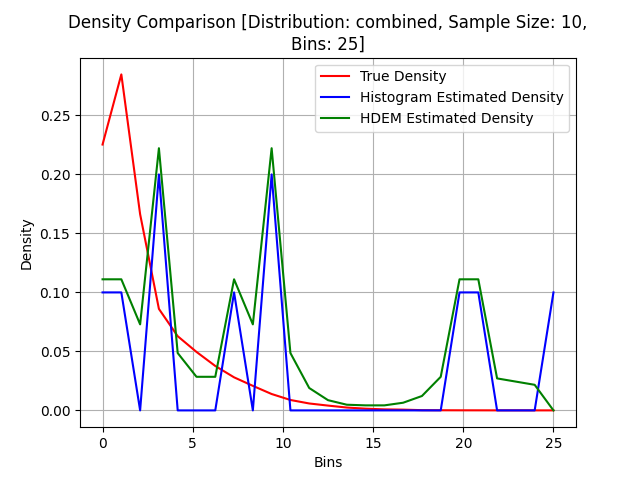 Density Comparison [Distribution: combined, Sample Size: 10,
Bins: 25]
True Density
Histogram Estimated Density
HDEM Estimated Density
Density
0.25
0.20
0.15
0.10
0.05
0.00
0 5 10 15 20 25
Bins